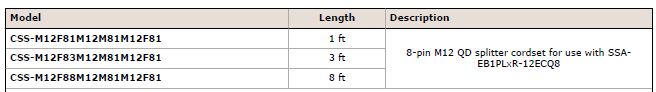 Model Length Description
CSS-M12F81M12M81M12F81 1 ft
CSS-M12F83M12M81M12F81 3 ft
CSS-M12F88M12M81M12F81 8 ft
8-pin M12 QD splitter cordset for use with SSA-
EB1PLxR-12ECQ8